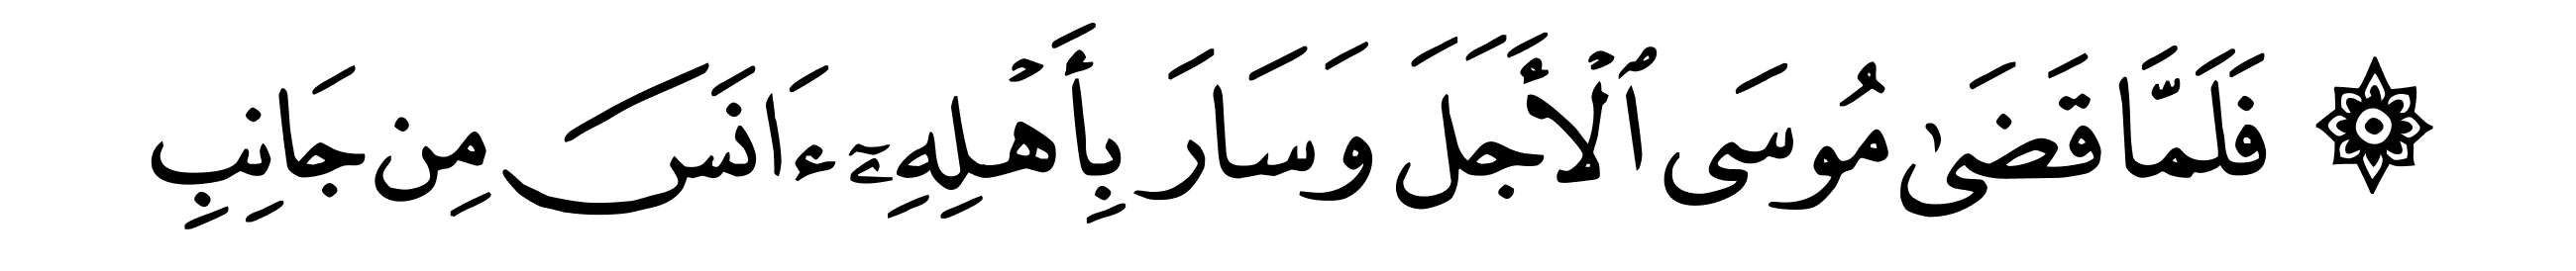 ۞ فَلَمَّا قَضَىٰ مُوسَى ٱلْأَجَلَ وَسَارَ بِأَهْلِهِۦٓ ءَانَسَ مِن جَانِبِ